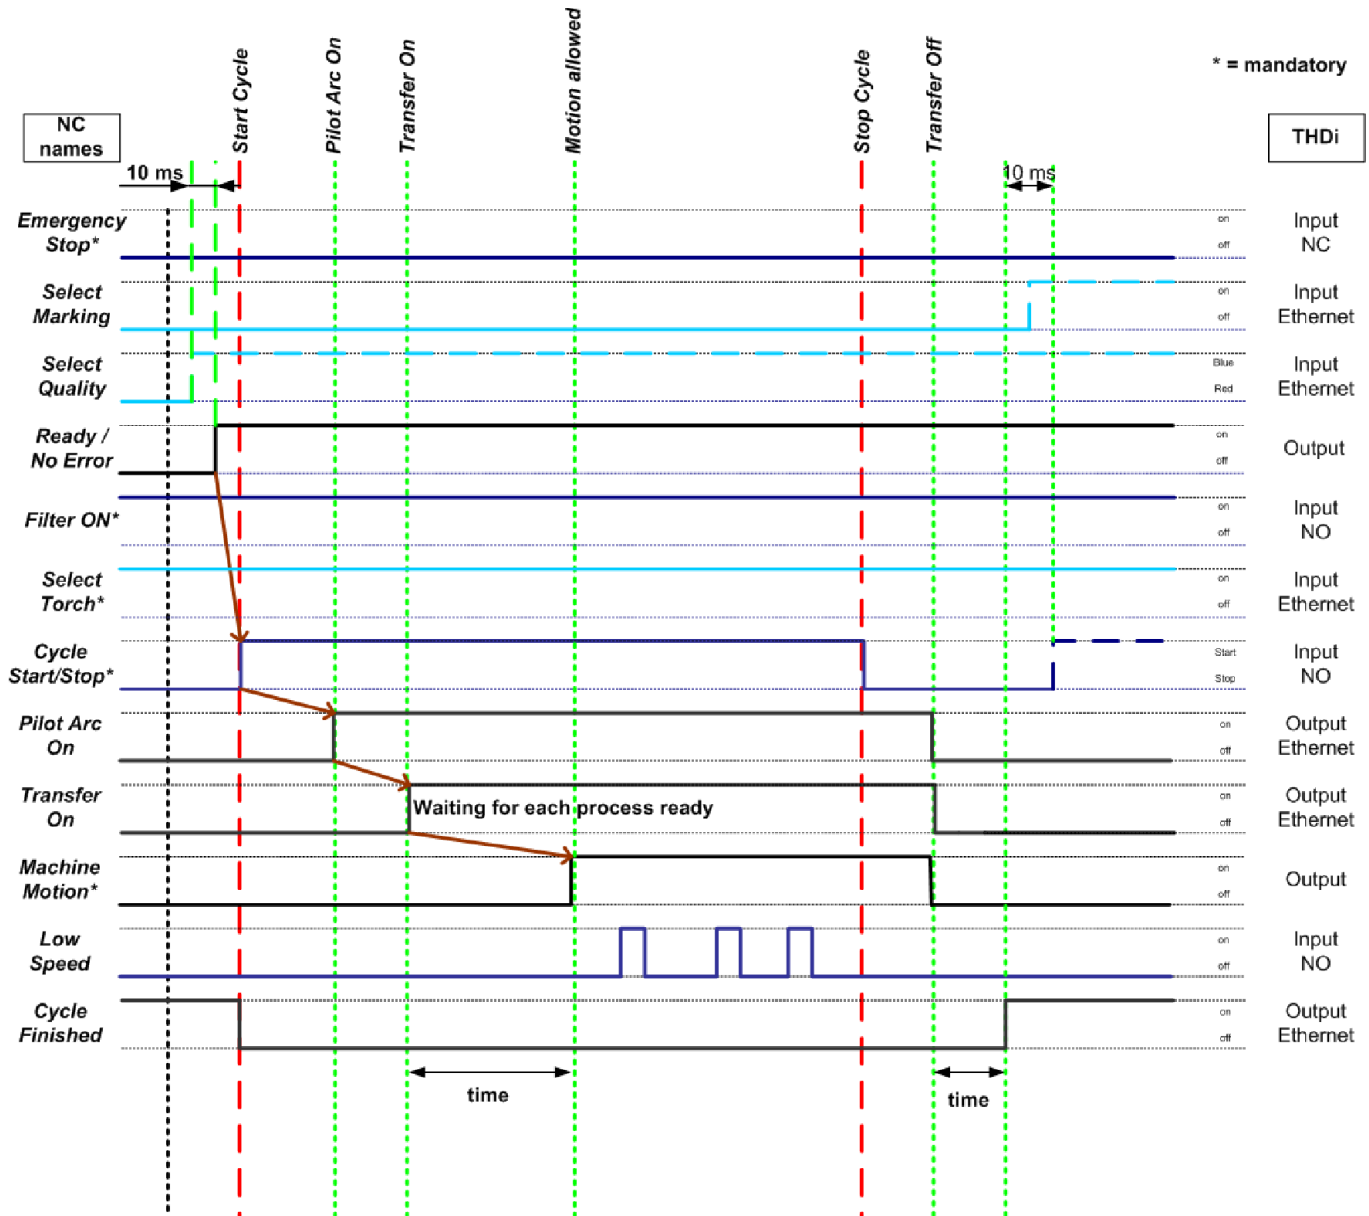 Start Cycle
Pilot Arc On
Transfer On
Motion allowed
Stop Cycle
Transfer Off
* = mandatory
NC
names
THDi
10 ms
10 ms
Emergency
Stop*
on
off
Input
NC
Select
Marking
on
off
Input
Ethernet
Select
Quality
Blue
Red
Input
Ethernet
Ready /
No Error
on
off
Output
Filter ON*
on
off
Input
NO
Select
Torch*
on
off
Input
Ethernet
Cycle
Start/Stop*
Start
Stop
Input
NO
Pilot Arc
On
on
off
Output
Ethernet
Transfer
On
Waiting for each process ready
on
off
Output
Ethernet
Machine
Motion*
on
off
Output
Low
Speed
on
off
Input
NO
Cycle
Finished
on
off
Output
Ethernet
time
time